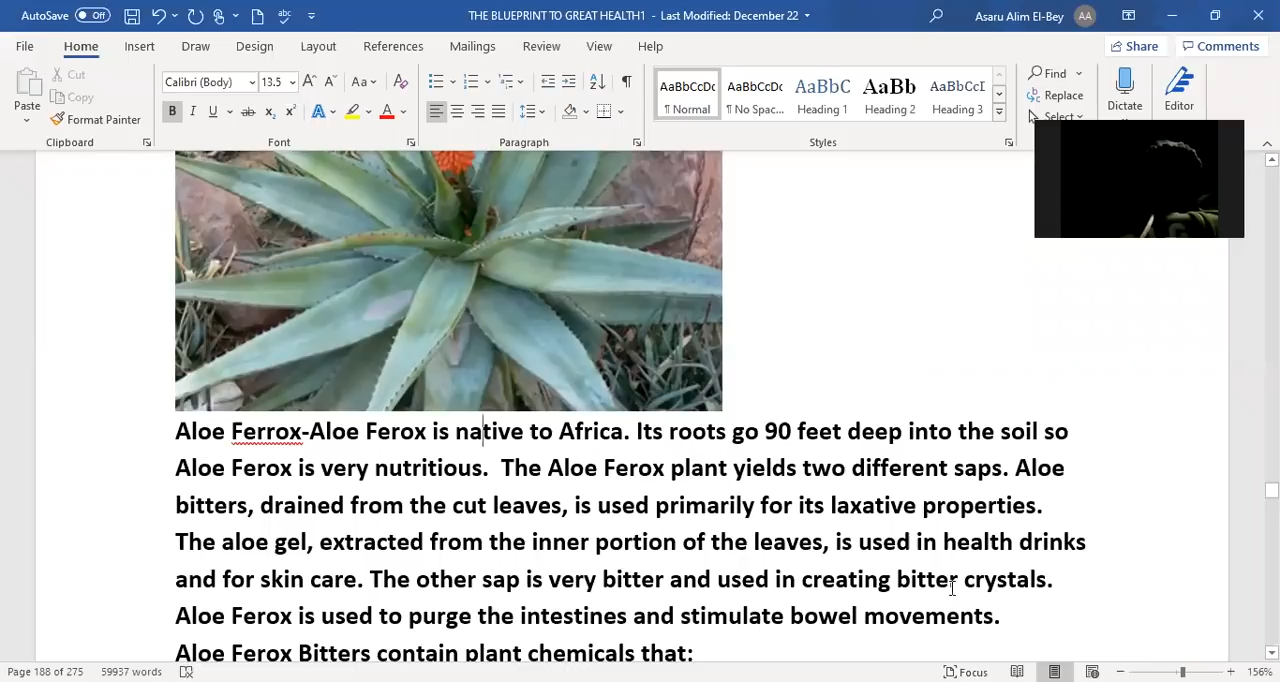 AutoSave Off THE BLUEPRINT TO GREAT HEALTH1 - Last Modified: December 22 Asaru Alim El-Bey AA
File Home Insert Draw Design Layout References Mailings Review View Help Share Comments
Paste Cut Copy Format Painter
Calibri (Body) 13.5 Aa
B I U ab x₂ x² A A
AaBbCcDc AaBbCcDc AaBbC AaBb AaBbCcI
¶ Normal ¶ No Spac... Heading 1 Heading 2 Heading 3
Find Replace Select Dictate Editor
Clipboard Font Paragraph Styles
Aloe Ferrox-Aloe Ferox is native to Africa. Its roots go 90 feet deep into the soil so
Aloe Ferox is very nutritious.  The Aloe Ferox plant yields two different saps. Aloe
bitters, drained from the cut leaves, is used primarily for its laxative properties.
The aloe gel, extracted from the inner portion of the leaves, is used in health drinks
and for skin care. The other sap is very bitter and used in creating bitter crystals.
Aloe Ferox is used to purge the intestines and stimulate bowel movements.
Aloe Ferox Bitters contain plant chemicals that:
Page 188 of 275 59937 words Focus 156%